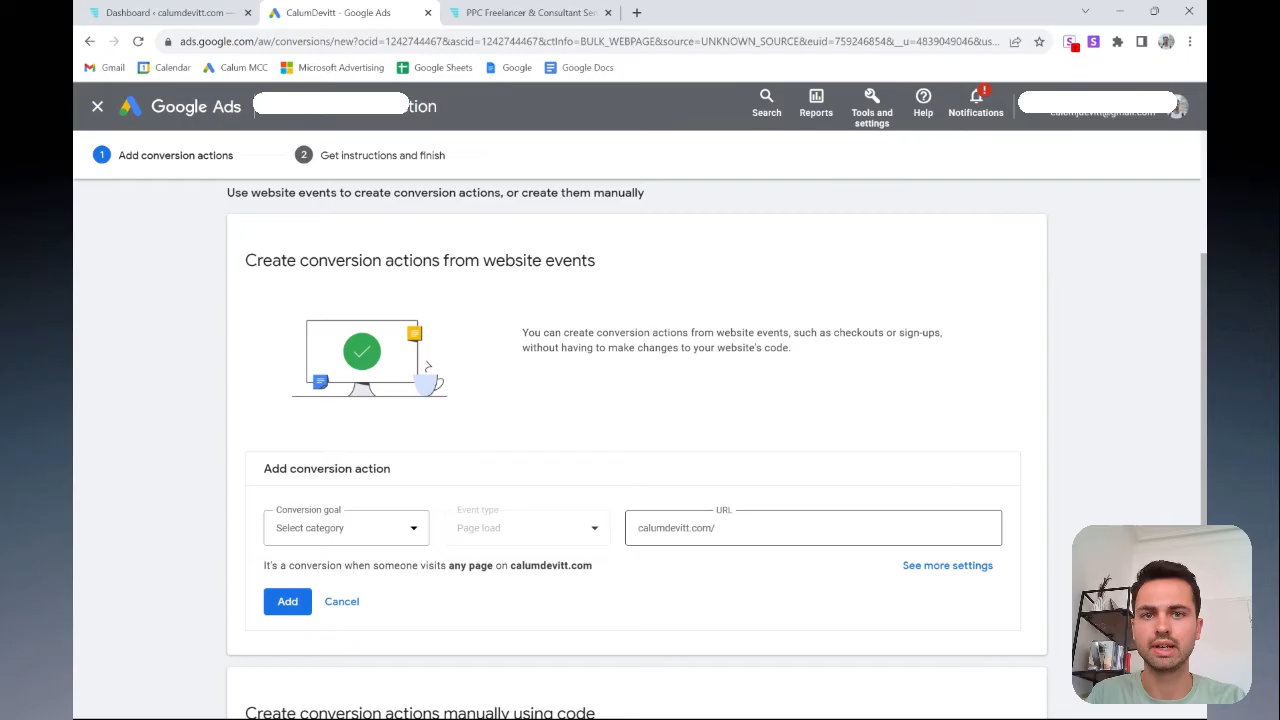 Dashboard ‹ calumdevitt.com —
CalumDevitt - Google Ads
PPC Freelancer & Consultant Ser
ads.google.com/aw/conversions/new?ocid=1242744467&ascid=1242744467&ctInfo=BULK_WEBPAGE&source=UNKNOWN_SOURCE&euid=759246854&__u=4839049046&us...
Gmail
Calendar
Calum MCC
Microsoft Advertising
Google Sheets
Google
Google Docs
Google Ads
tion
Search
Reports
Tools and
settings
Help
Notifications
1 Add conversion actions
2 Get instructions and finish
Use website events to create conversion actions, or create them manually
Create conversion actions from website events
You can create conversion actions from website events, such as checkouts or sign-ups,
without having to make changes to your website's code.
Add conversion action
Conversion goal
Select category
Event type
Page load
URL
calumdevitt.com/
It's a conversion when someone visits any page on calumdevitt.com
See more settings
Add
Cancel
Create conversion actions manually using code